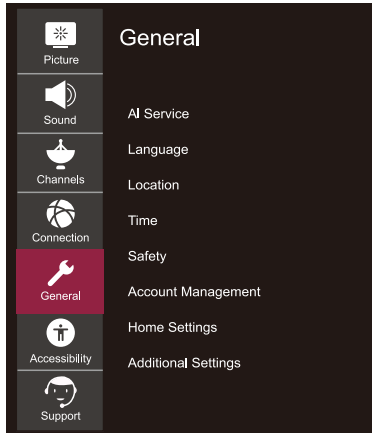 Picture
Sound
Channels
Connection
General
Accessibility
Support
General
AI Service
Language
Location
Time
Safety
Account Management
Home Settings
Additional Settings